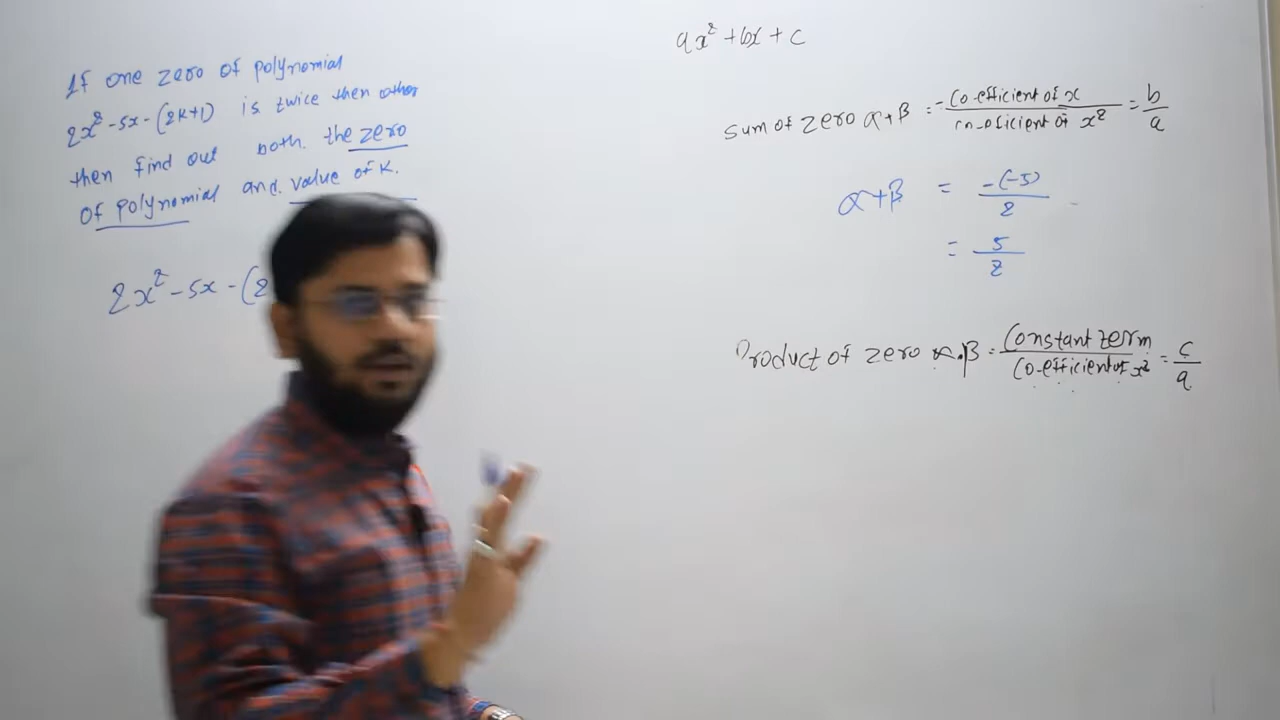 If one zero of polynomial
2x² -5x -(2k+1) is twice then other
then find out both the zero
of polynomial and value of k.
2x² -5x -(2
ax² +bx + c
sum of zero α+β = -Co-efficient of x / co-efficient of x² = b/a
α+β = -(-5)/2
= 5/2
Product of zero α.β = Constant term / Co-efficient of x² = c/a